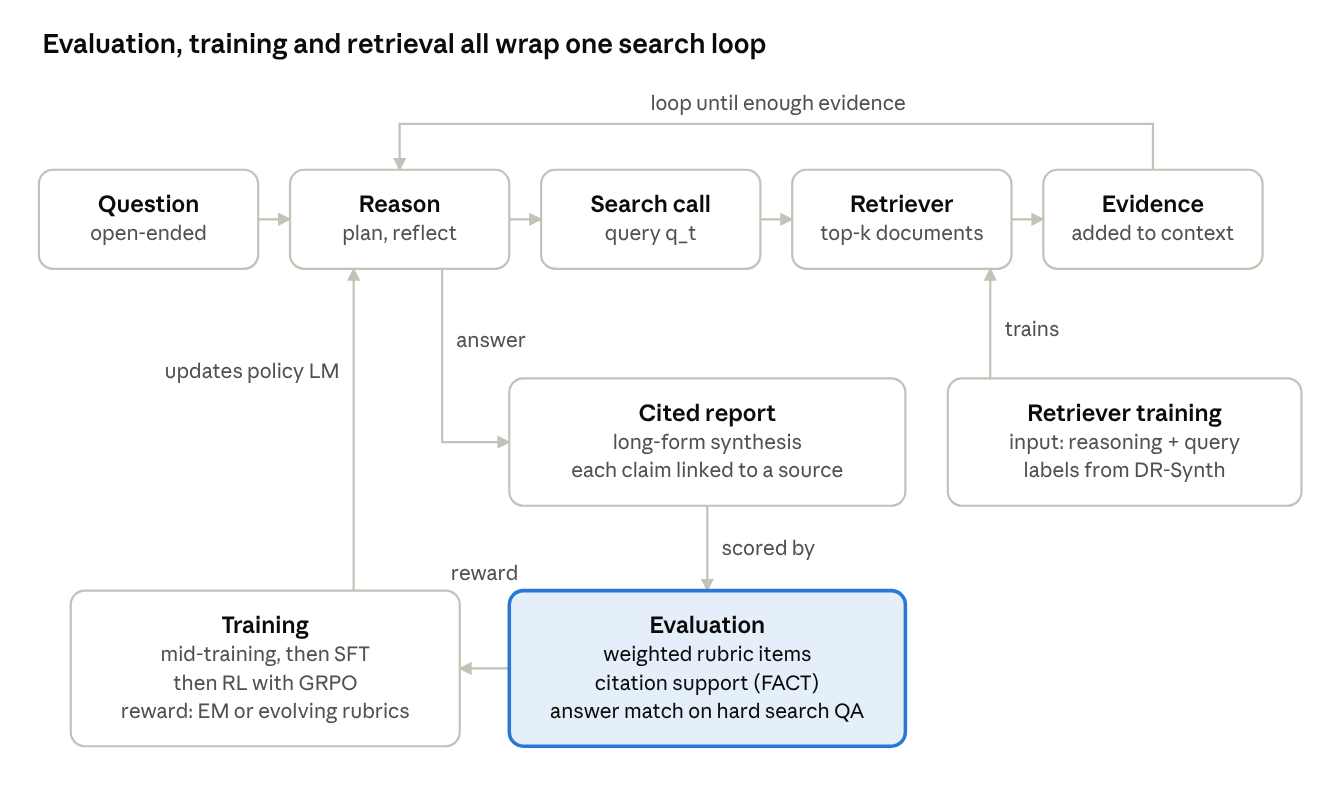 Evaluation, training and retrieval all wrap one search loop
loop until enough evidence
Question
open-ended
Reason
plan, reflect
Search call
query q_t
Retriever
top-k documents
Evidence
added to context
answer
trains
updates policy LM
Cited report
long-form synthesis
each claim linked to a source
Retriever training
input: reasoning + query
labels from DR-Synth
scored by
reward
Training
mid-training, then SFT
then RL with GRPO
reward: EM or evolving rubrics
Evaluation
weighted rubric items
citation support (FACT)
answer match on hard search QA